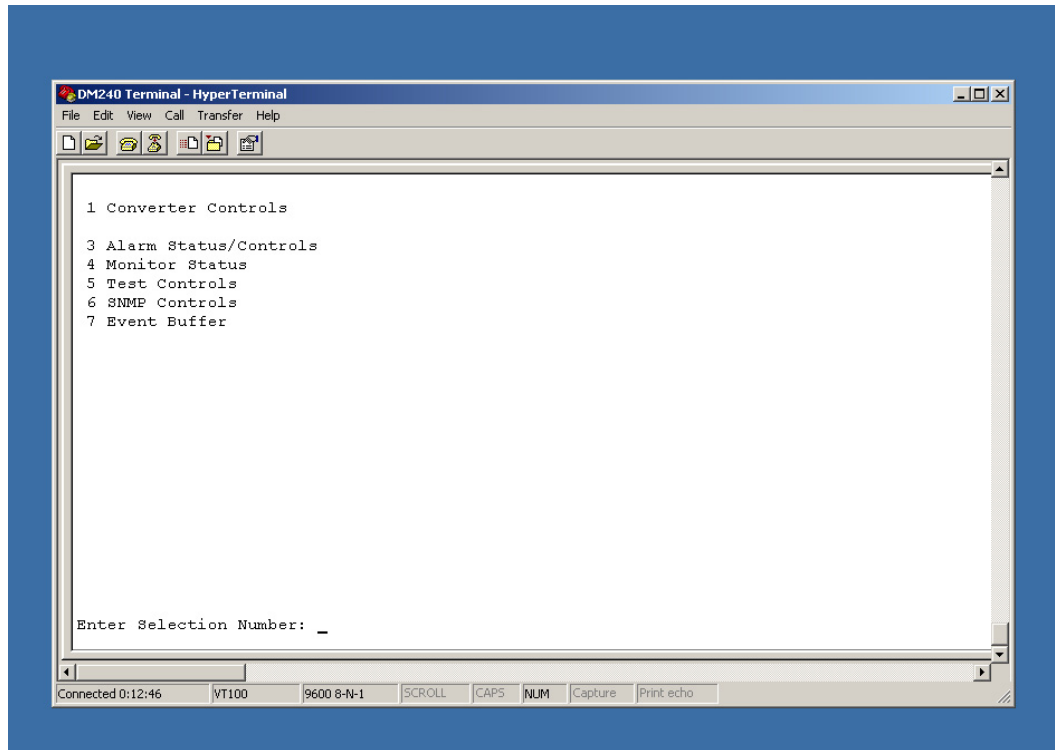 DM240 Terminal - HyperTerminal
File Edit View Call Transfer Help
1 Converter Controls
3 Alarm Status/Controls
4 Monitor Status
5 Test Controls
6 SNMP Controls
7 Event Buffer
Enter Selection Number: _
Connected 0:12:46 VT100 9600 8-N-1 SCROLL CAPS NUM Capture Print echo